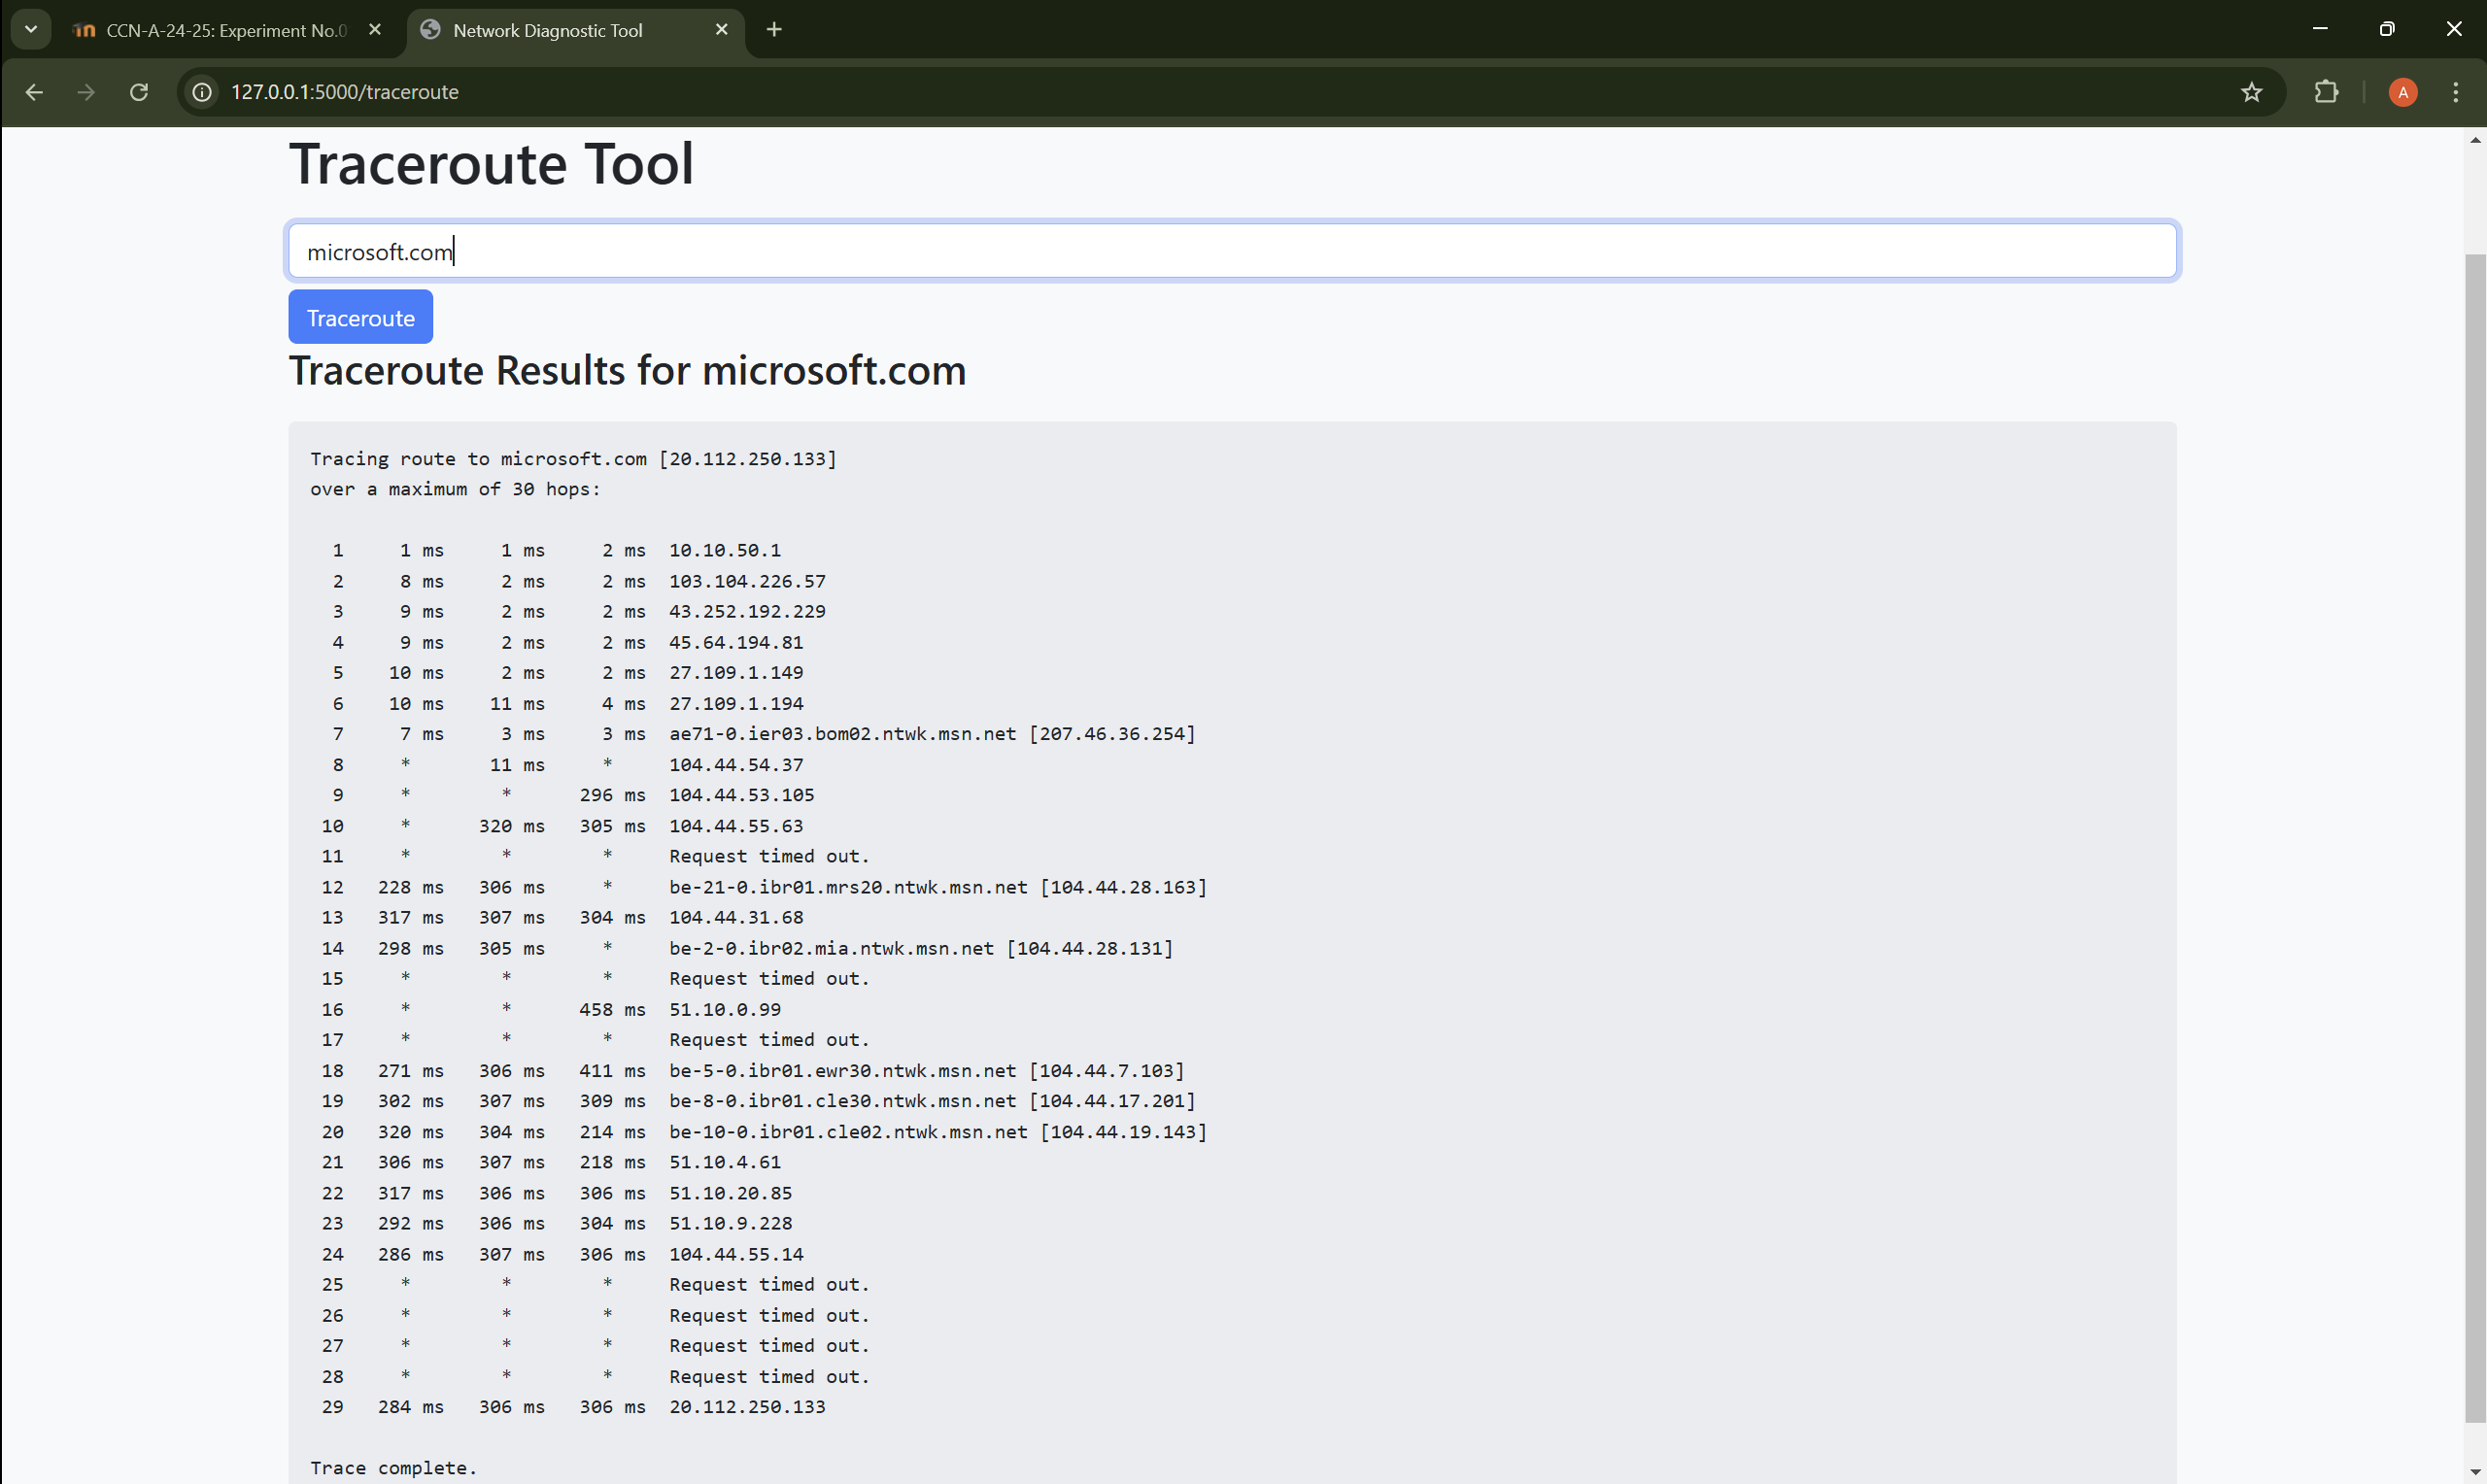 CCN-A-24-25: Experiment No.0
Network Diagnostic Tool
127.0.0.1:5000/traceroute
A
Traceroute Tool
microsoft.com
Traceroute
Traceroute Results for microsoft.com
Tracing route to microsoft.com [20.112.250.133]
over a maximum of 30 hops:
1 1 ms 1 ms 2 ms 10.10.50.1
2 8 ms 2 ms 2 ms 103.104.226.57
3 9 ms 2 ms 2 ms 43.252.192.229
4 9 ms 2 ms 2 ms 45.64.194.81
5 10 ms 2 ms 2 ms 27.109.1.149
6 10 ms 11 ms 4 ms 27.109.1.194
7 7 ms 3 ms 3 ms ae71-0.ier03.bom02.ntwk.msn.net [207.46.36.254]
8 * 11 ms * 104.44.54.37
9 * * 296 ms 104.44.53.105
10 * 320 ms 305 ms 104.44.55.63
11 * * * Request timed out.
12 228 ms 306 ms * be-21-0.ibr01.mrs20.ntwk.msn.net [104.44.28.163]
13 317 ms 307 ms 304 ms 104.44.31.68
14 298 ms 305 ms * be-2-0.ibr02.mia.ntwk.msn.net [104.44.28.131]
15 * * * Request timed out.
16 * * 458 ms 51.10.0.99
17 * * * Request timed out.
18 271 ms 306 ms 411 ms be-5-0.ibr01.ewr30.ntwk.msn.net [104.44.7.103]
19 302 ms 307 ms 309 ms be-8-0.ibr01.cle30.ntwk.msn.net [104.44.17.201]
20 320 ms 304 ms 214 ms be-10-0.ibr01.cle02.ntwk.msn.net [104.44.19.143]
21 306 ms 307 ms 218 ms 51.10.4.61
22 317 ms 306 ms 306 ms 51.10.20.85
23 292 ms 306 ms 304 ms 51.10.9.228
24 286 ms 307 ms 306 ms 104.44.55.14
25 * * * Request timed out.
26 * * * Request timed out.
27 * * * Request timed out.
28 * * * Request timed out.
29 284 ms 306 ms 306 ms 20.112.250.133
Trace complete.